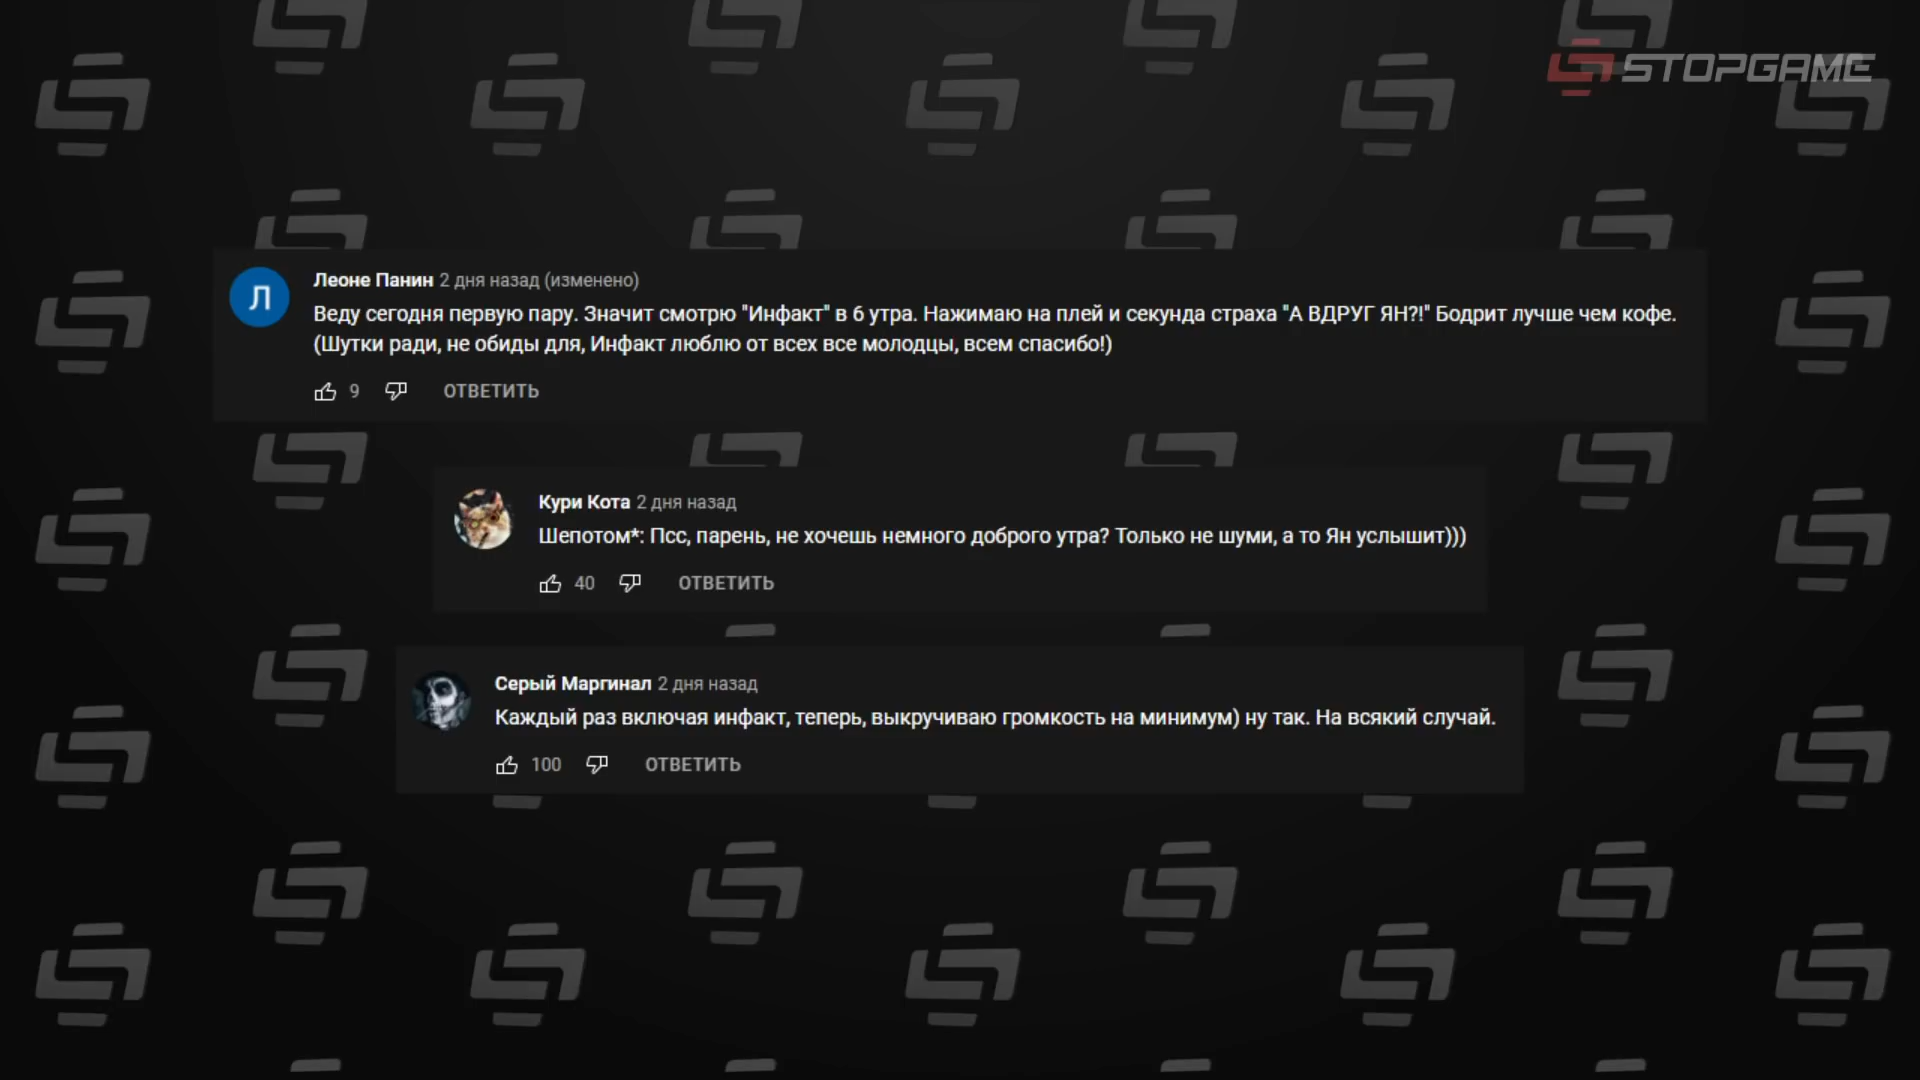 STOPGAME
Л
Леоне Панин 2 дня назад (изменено)
Веду сегодня первую пару. Значит смотрю "Инфакт" в 6 утра. Нажимаю на плей и секунда страха "А ВДРУГ ЯН?!" Бодрит лучше чем кофе.
(Шутки ради, не обиды для, Инфакт люблю от всех все молодцы, всем спасибо!)
9 ОТВЕТИТЬ
Кури Кота 2 дня назад
Шепотом*: Псс, парень, не хочешь немного доброго утра? Только не шуми, а то Ян услышит)))
40 ОТВЕТИТЬ
Серый Маргинал 2 дня назад
Каждый раз включая инфакт, теперь, выкручиваю громкость на минимум) ну так. На всякий случай.
100 ОТВЕТИТЬ